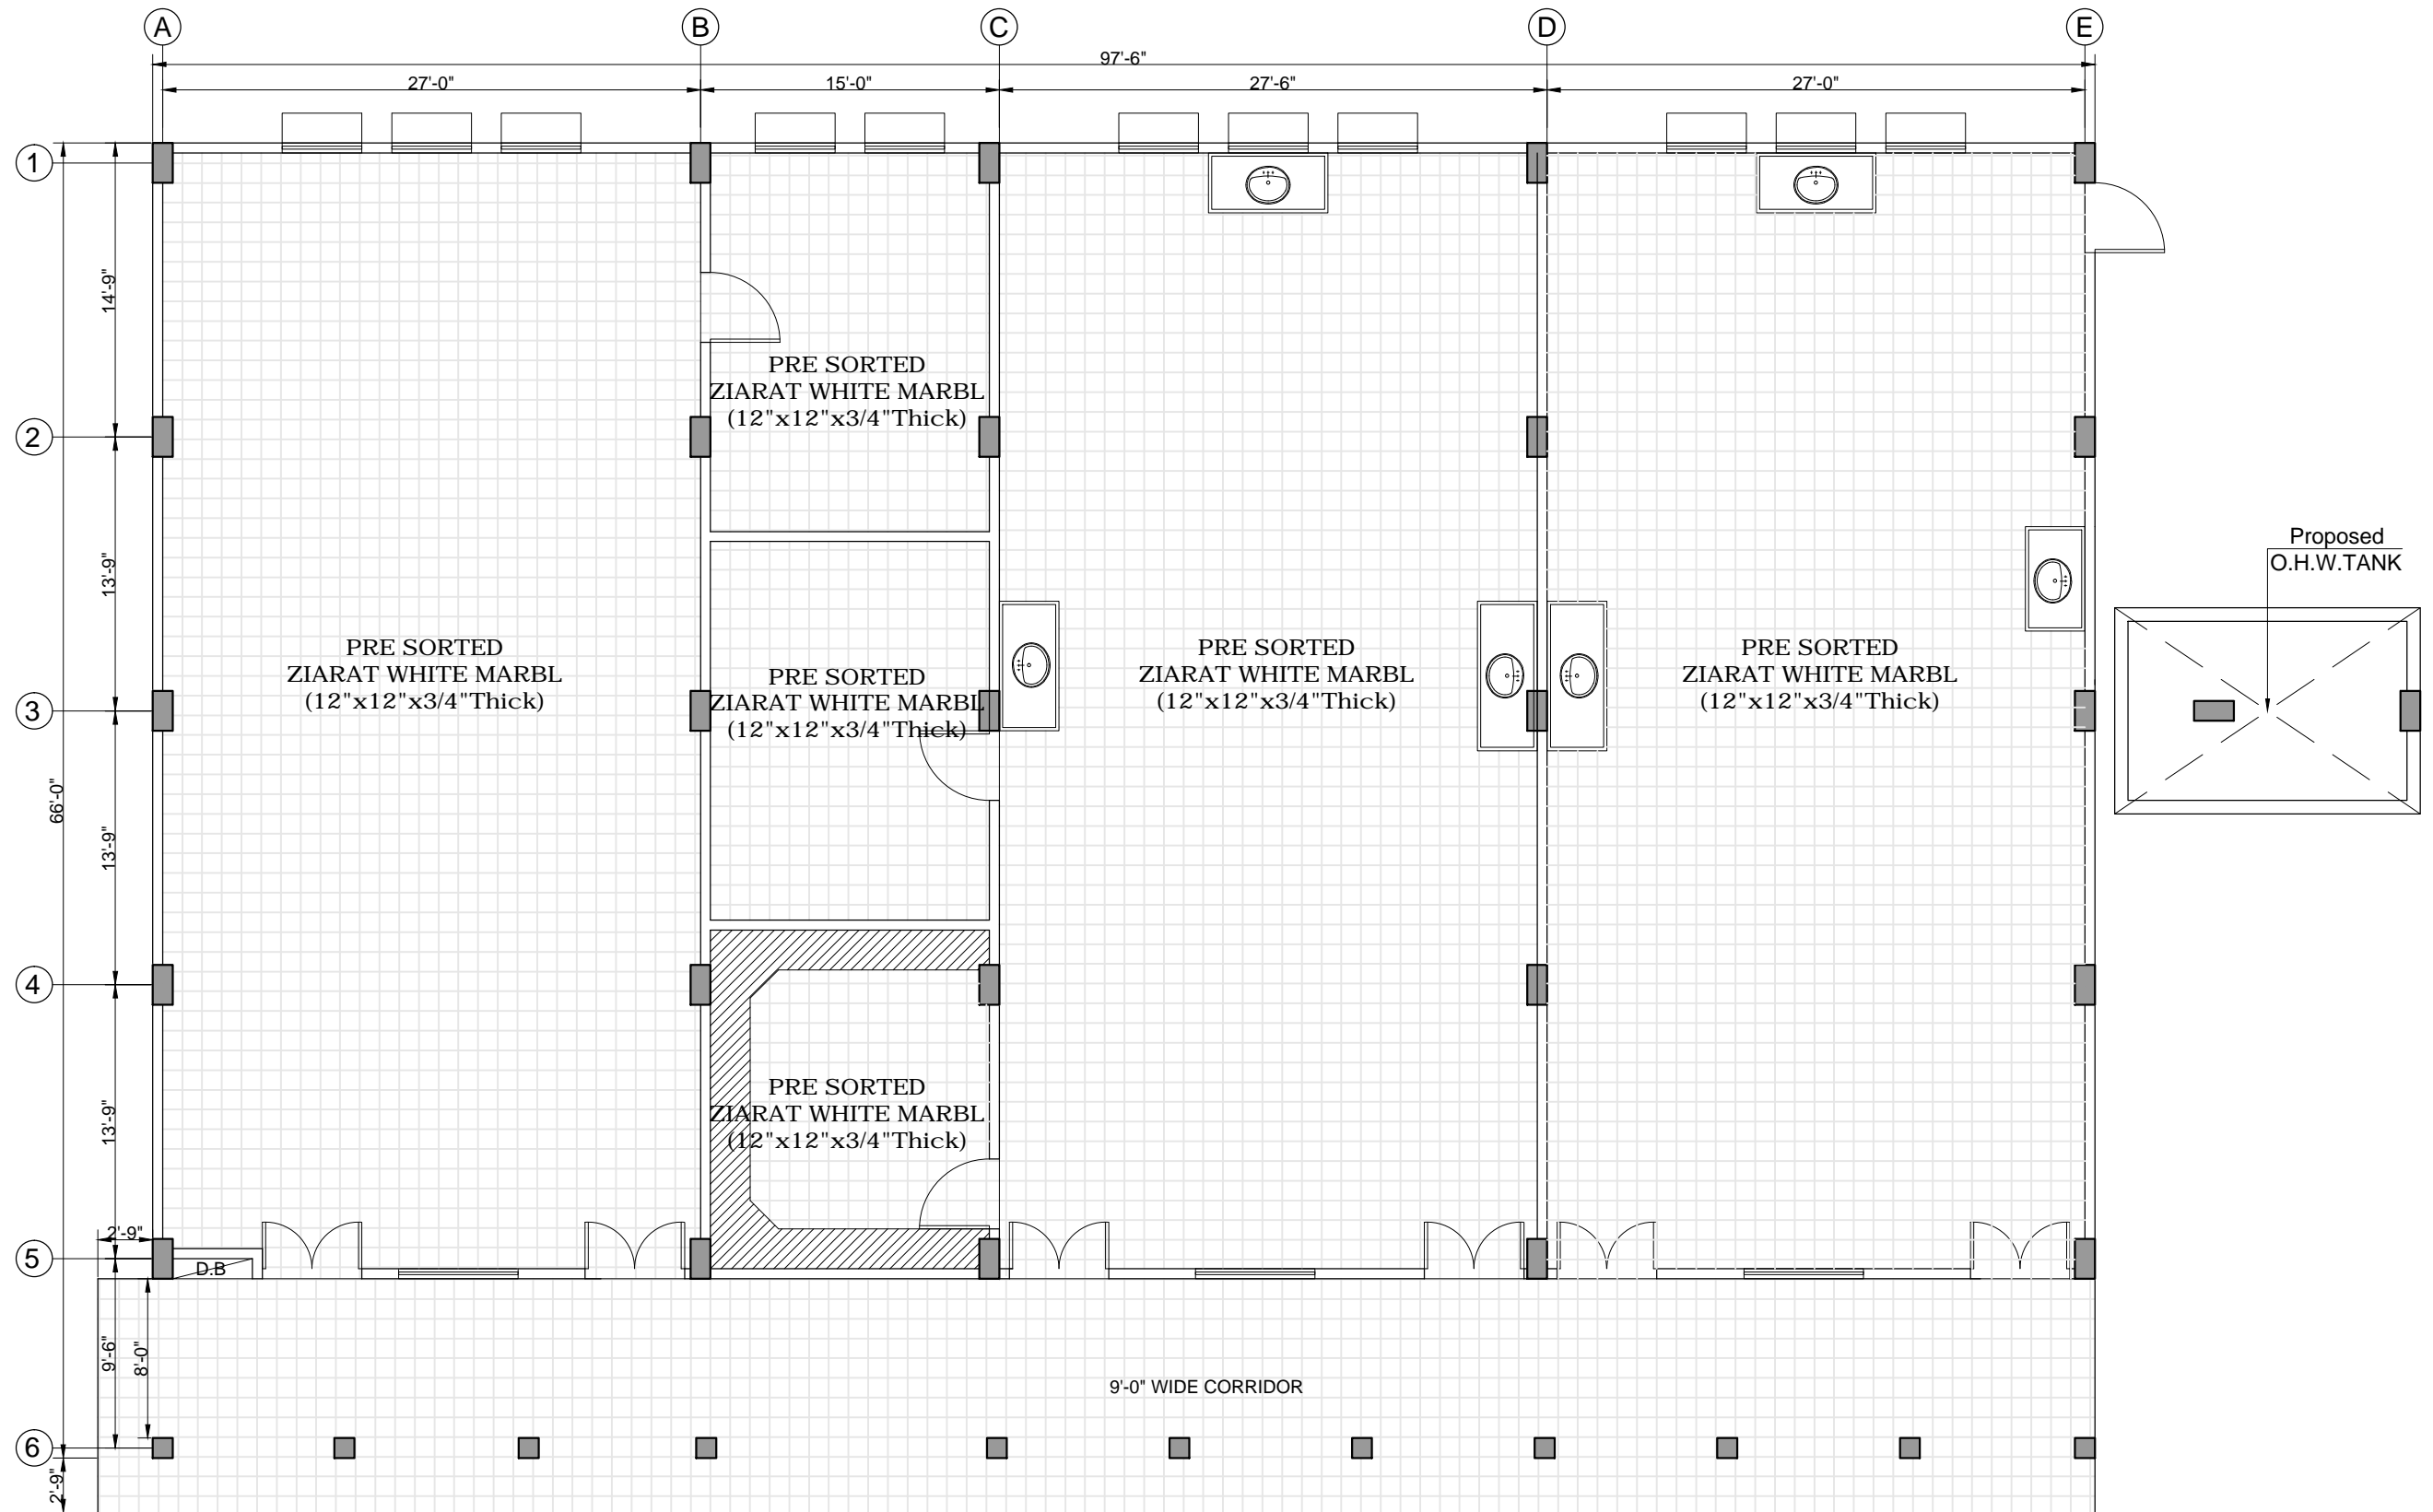 A
B
C
D
E
97'-6"
27'-0"
15'-0"
27'-6"
27'-0"
1
14'-9"
PRE SORTED
ZIARAT WHITE MARBL
(12"x12"x3/4"Thick)
2
13'-9"
Proposed
O.H.W.TANK
PRE SORTED
ZIARAT WHITE MARBL
(12"x12"x3/4"Thick)
PRE SORTED
ZIARAT WHITE MARBL
(12"x12"x3/4"Thick)
PRE SORTED
ZIARAT WHITE MARBL
(12"x12"x3/4"Thick)
PRE SORTED
ZIARAT WHITE MARBL
(12"x12"x3/4"Thick)
3
66'-0"
13'-9"
4
13'-9"
PRE SORTED
ZIARAT WHITE MARBL
(12"x12"x3/4"Thick)
2'-9"
5
D.B
9'-6"
8'-0"
9'-0" WIDE CORRIDOR
6
2'-9"